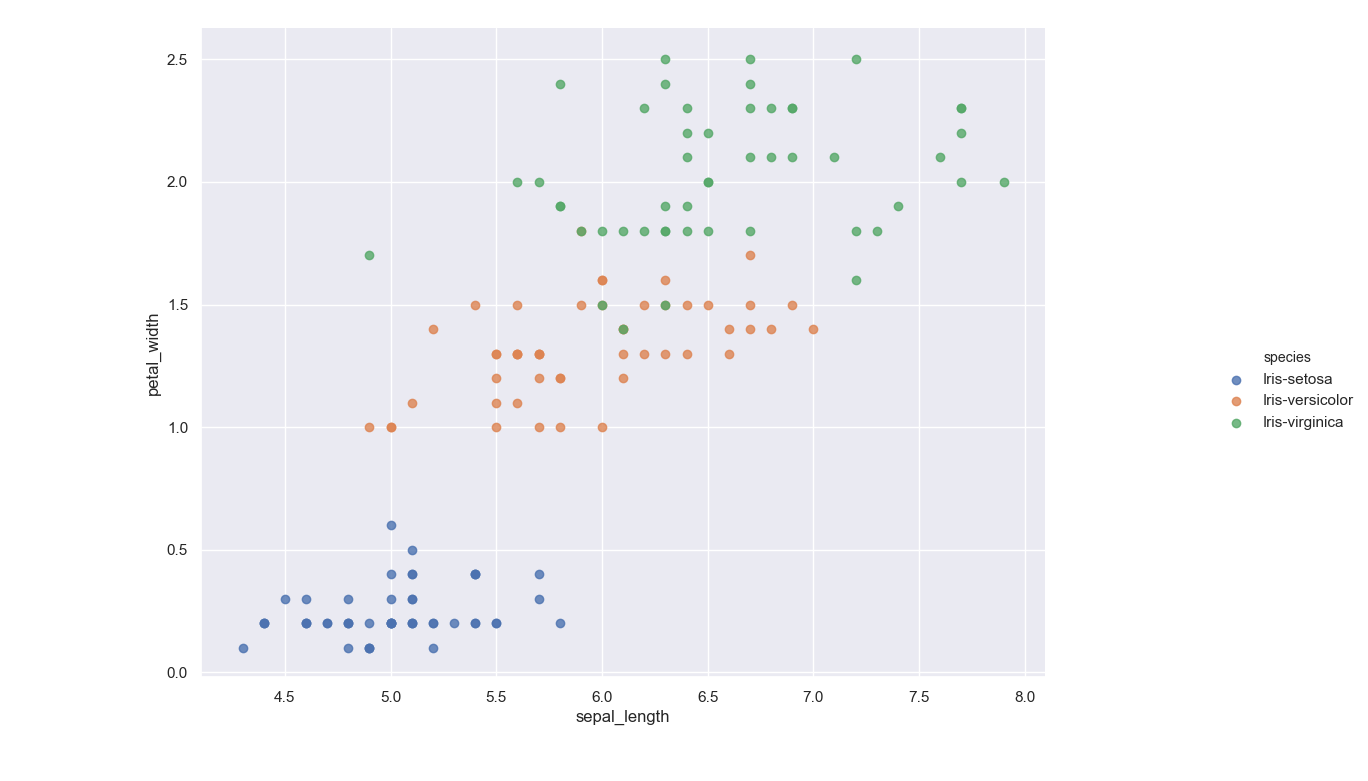 2.5
2.0
1.5
1.0
0.5
0.0
petal_width
4.5 5.0 5.5 6.0 6.5 7.0 7.5 8.0
sepal_length
species
Iris-setosa
Iris-versicolor
Iris-virginica